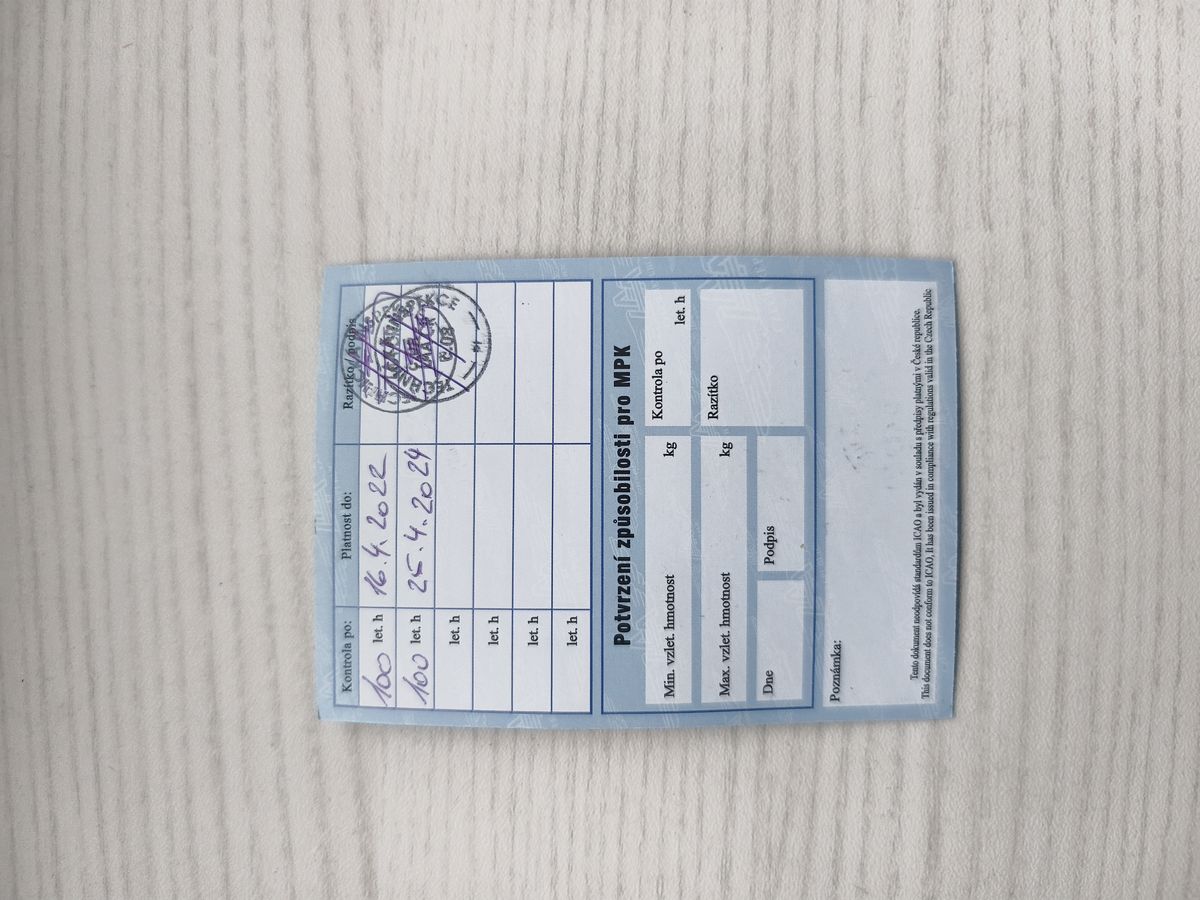 Kontrola po: Platnost do: Razítko / podpis
100 let. h 16.4.2022
100 let. h 25.4.2024
let. h
let. h
let. h
let. h
TECHN
LAA ČR
Potvrzení způsobilosti pro MPK
Min. vzlet. hmotnost kg
Kontrola po let. h
Max. vzlet. hmotnost kg
Razítko
Dne
Podpis
Poznámka:
Tento dokument neodpovídá standardům ICAO a byl vydán v souladu s předpisy platnými v České republice.
This document does not conform to ICAO, It has been issued in compliance with regulations valid in the Czech Republic